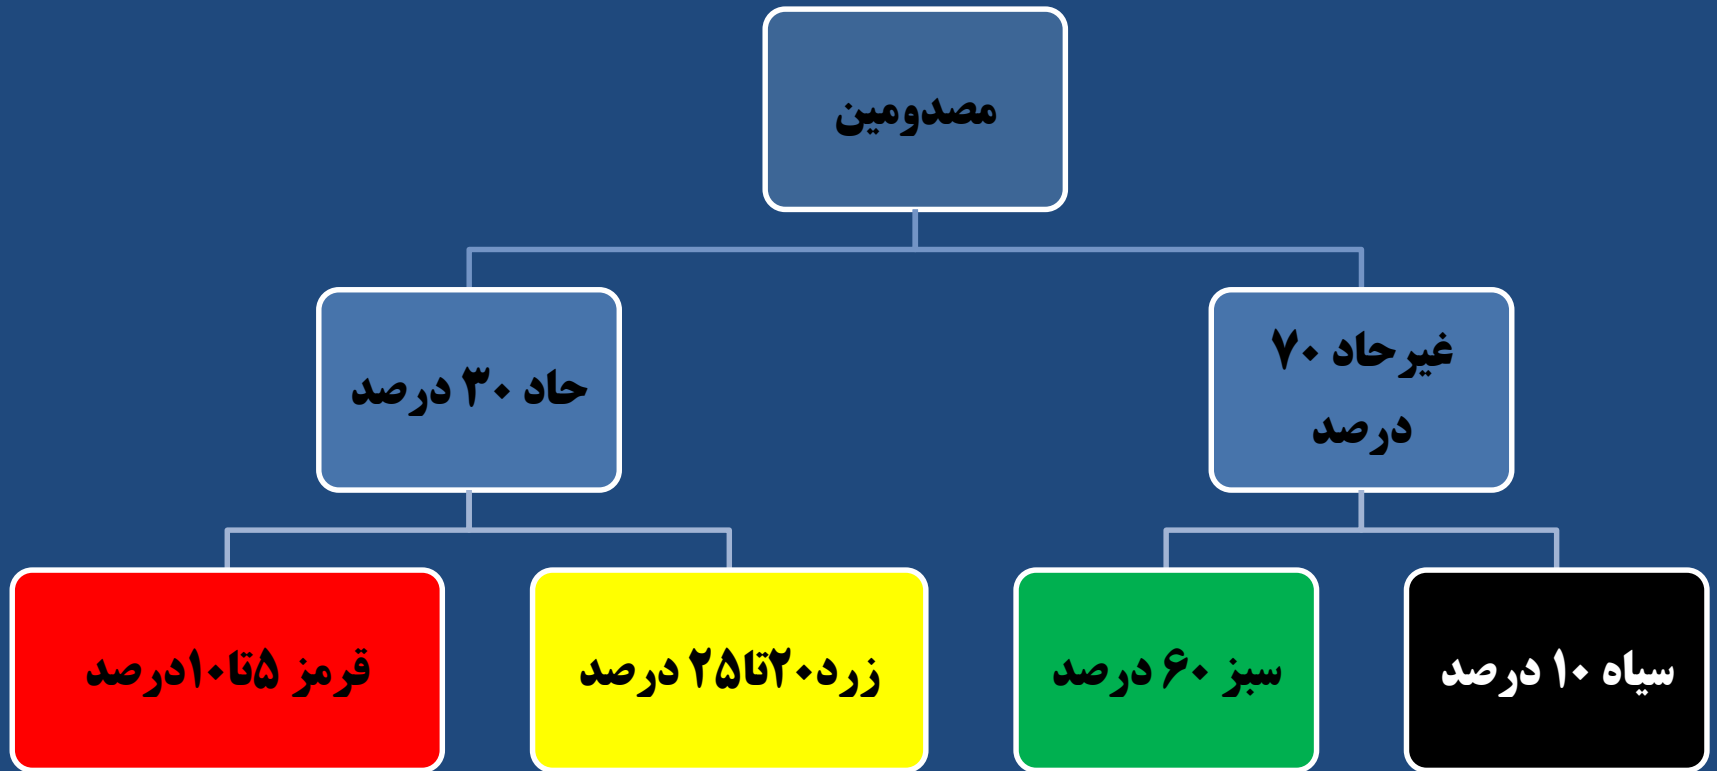 مصدومین
غیرحاد ۷۰
درصد
حاد ۳۰ درصد
سیاه ۱۰ درصد
سبز ۶۰ درصد
زرد۲۰تا۲۵ درصد
قرمز ۵تا۱۰درصد